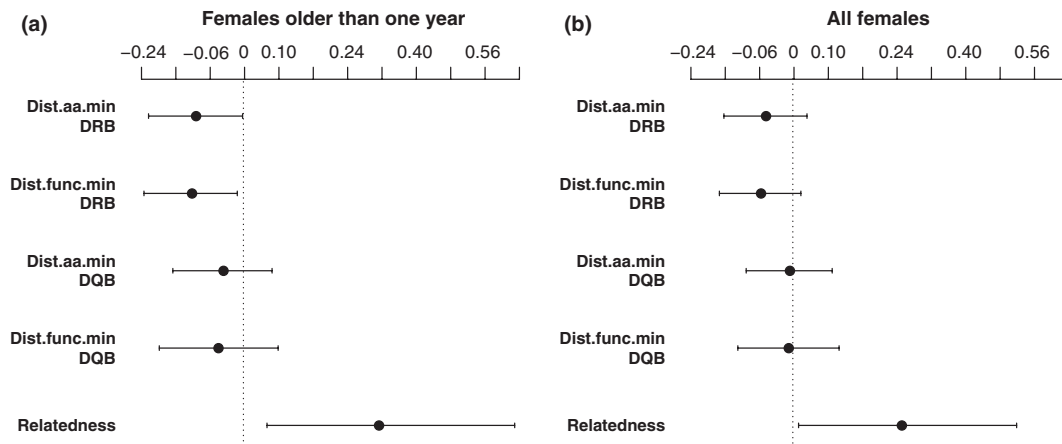 (a)
Females older than one year
−0.24 −0.06 0 0.10 0.24 0.40 0.56
Dist.aa.min
DRB
Dist.func.min
DRB
Dist.aa.min
DQB
Dist.func.min
DQB
Relatedness
(b)
All females
−0.24 −0.06 0 0.10 0.24 0.40 0.56
Dist.aa.min
DRB
Dist.func.min
DRB
Dist.aa.min
DQB
Dist.func.min
DQB
Relatedness